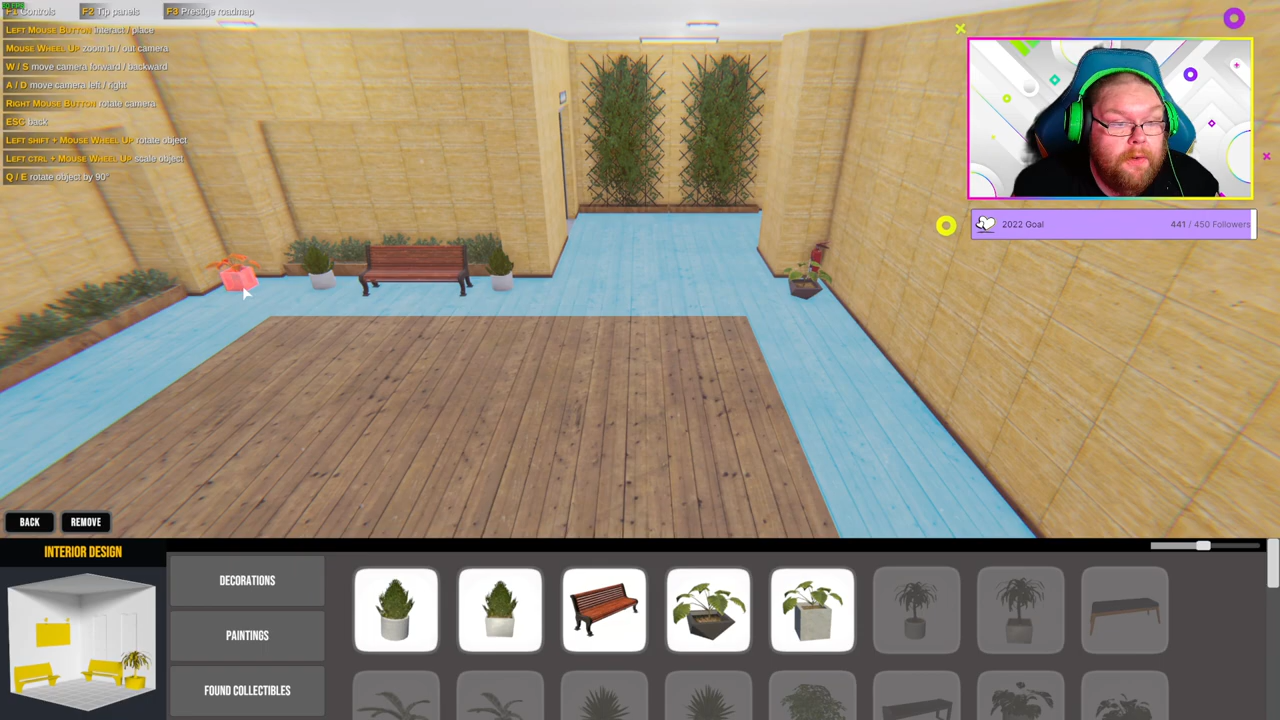 F1 Controls F2 Tip panels F3 Prestige roadmap
LEFT MOUSE BUTTON interact / place
MOUSE WHEEL UP zoom in / out camera
W / S move camera forward / backward
A / D move camera left / right
RIGHT MOUSE BUTTON rotate camera
ESC back
LEFT SHIFT + MOUSE WHEEL UP rotate object
LEFT CTRL + MOUSE WHEEL UP scale object
Q / E rotate object by 90°
2022 Goal 441 / 450 Followers
BACK REMOVE
INTERIOR DESIGN
DECORATIONS
PAINTINGS
FOUND COLLECTIBLES